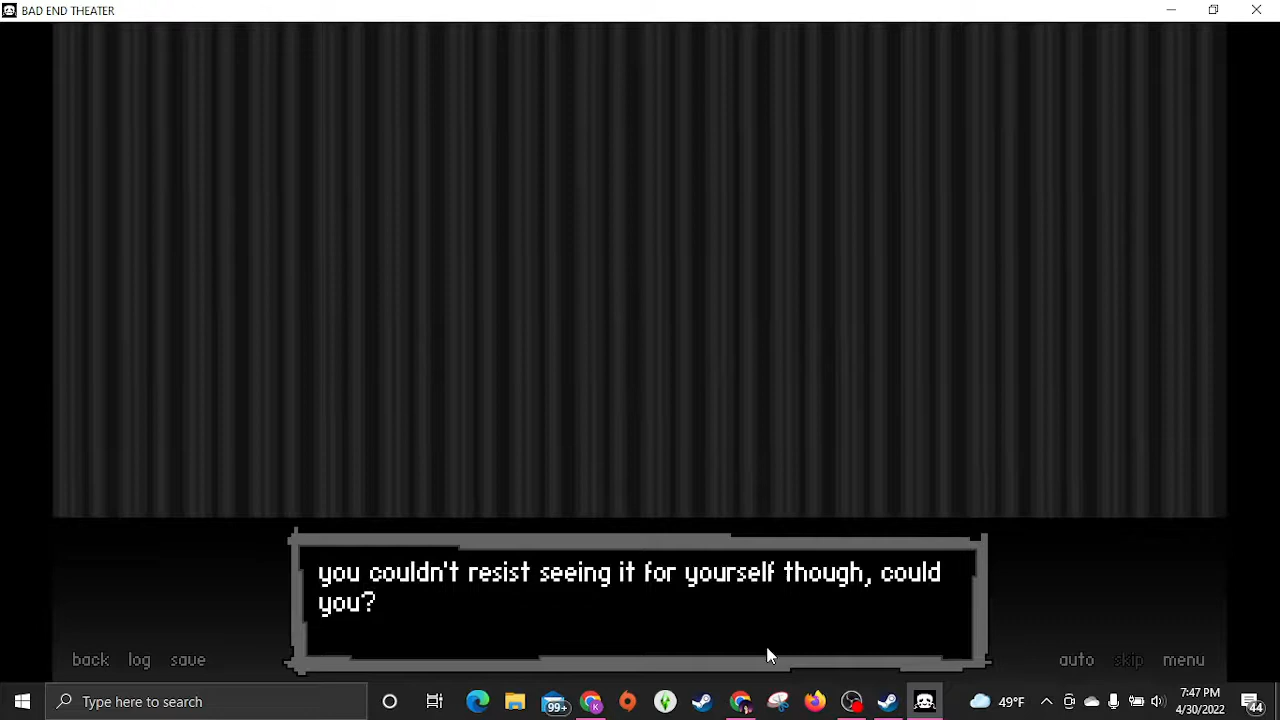 BAD END THEATER
you couldn't resist seeing it for yourself though, could
you?
back log save
auto skip menu
Type here to search
99+
K
49°F
7:47 PM
4/30/2022
44